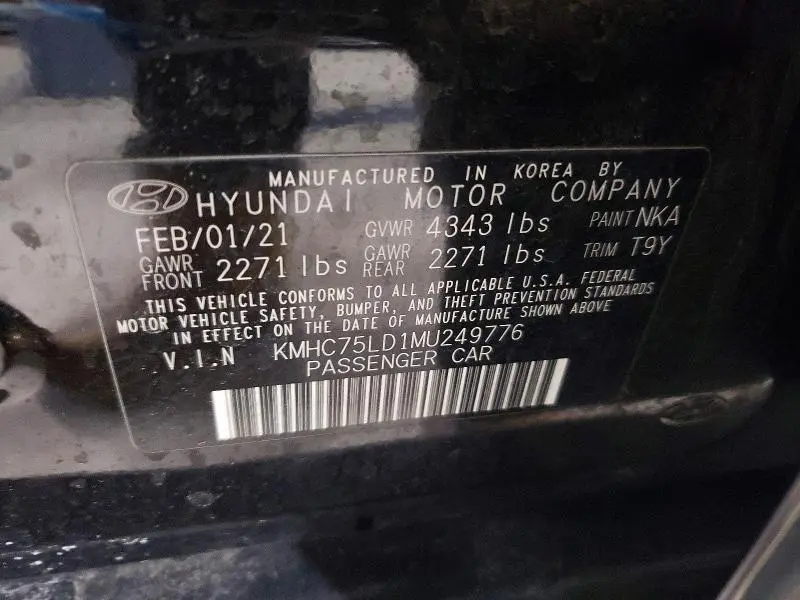 MANUFACTURED IN KOREA BY
HYUNDAI MOTOR COMPANY
FEB/01/21 GVWR 4343 lbs PAINT NKA
GAWR FRONT 2271 lbs GAWR REAR 2271 lbs TRIM T9Y
THIS VEHICLE CONFORMS TO ALL APPLICABLE U.S.A. FEDERAL
MOTOR VEHICLE SAFETY, BUMPER, AND THEFT PREVENTION STANDARDS
IN EFFECT ON THE DATE OF MANUFACTURE SHOWN ABOVE
V.I.N KMHC75LD1MU249776
PASSENGER CAR